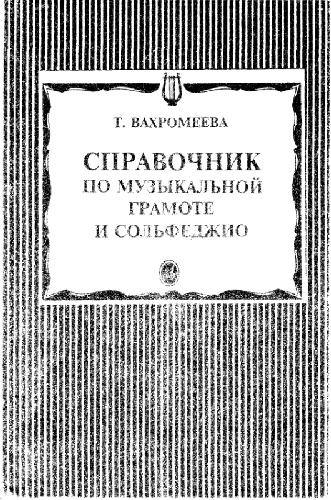 Т. ВАХРОМЕЕВА
СПРАВОЧНИК
ПО МУЗЫКАЛЬНОЙ
ГРАМОТЕ
И СОЛЬФЕДЖИО